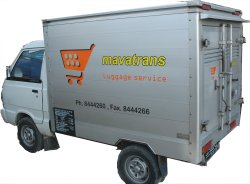 mavatrans
luggage service
Ph. 8444260 , Fax. 8444266